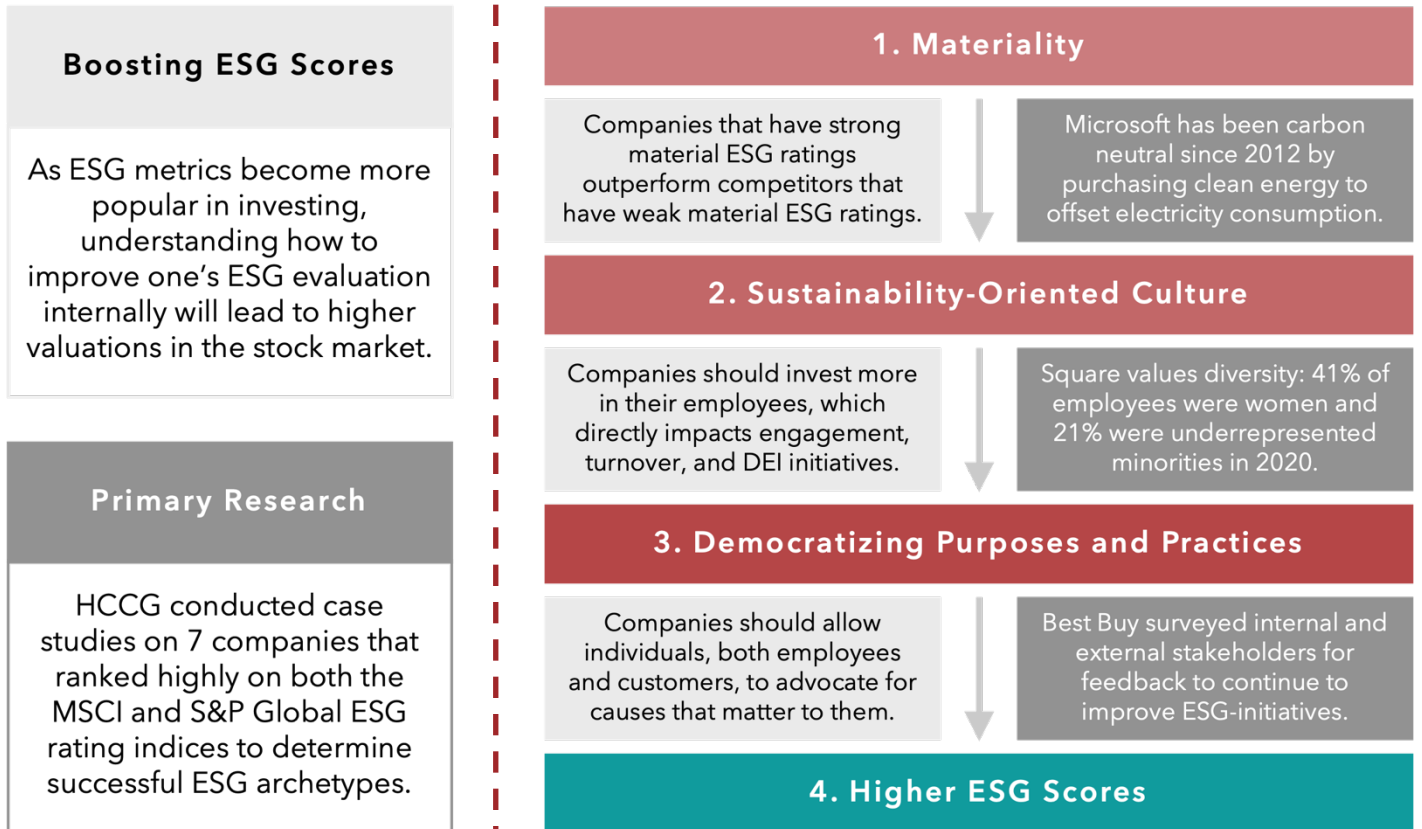 Boosting ESG Scores
As ESG metrics become more
popular in investing,
understanding how to
improve one’s ESG evaluation
internally will lead to higher
valuations in the stock market.
Primary Research
HCCG conducted case
studies on 7 companies that
ranked highly on both the
MSCI and S&P Global ESG
rating indices to determine
successful ESG archetypes.
1. Materiality
Companies that have strong
material ESG ratings
outperform competitors that
have weak material ESG ratings.
Microsoft has been carbon
neutral since 2012 by
purchasing clean energy to
offset electricity consumption.
2. Sustainability-Oriented Culture
Companies should invest more
in their employees, which
directly impacts engagement,
turnover, and DEI initiatives.
Square values diversity: 41% of
employees were women and
21% were underrepresented
minorities in 2020.
3. Democratizing Purposes and Practices
Companies should allow
individuals, both employees
and customers, to advocate for
causes that matter to them.
Best Buy surveyed internal and
external stakeholders for
feedback to continue to
improve ESG-initiatives.
4. Higher ESG Scores